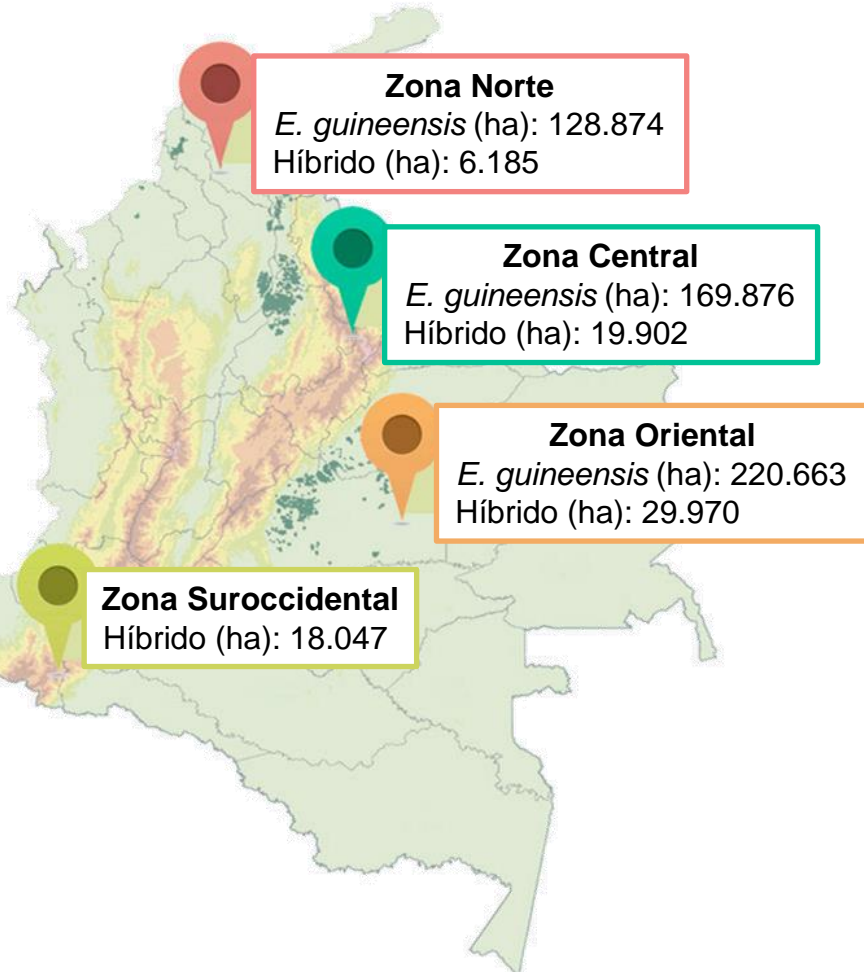 Zona Norte
E. guineensis (ha): 128.874
Híbrido (ha): 6.185
Zona Central
E. guineensis (ha): 169.876
Híbrido (ha): 19.902
Zona Oriental
E. guineensis (ha): 220.663
Híbrido (ha): 29.970
Zona Suroccidental
Híbrido (ha): 18.047